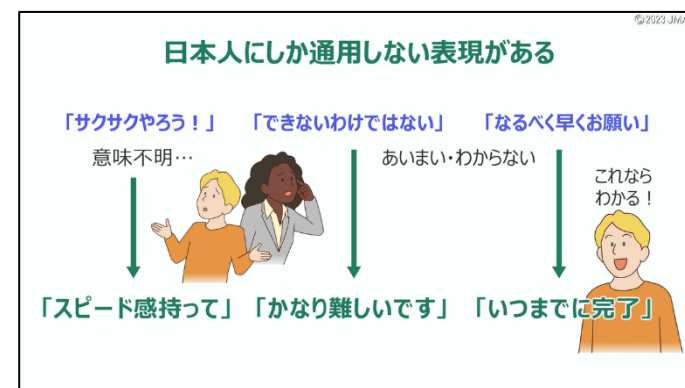 ©2023 JMA
日本人にしか通用しない表現がある
「サクサクやろう！」 「できないわけではない」 「なるべく早くお願い」
意味不明… あいまい・わからない
これなら
わかる！
「スピード感持って」 「かなり難しいです」 「いつまでに完了」